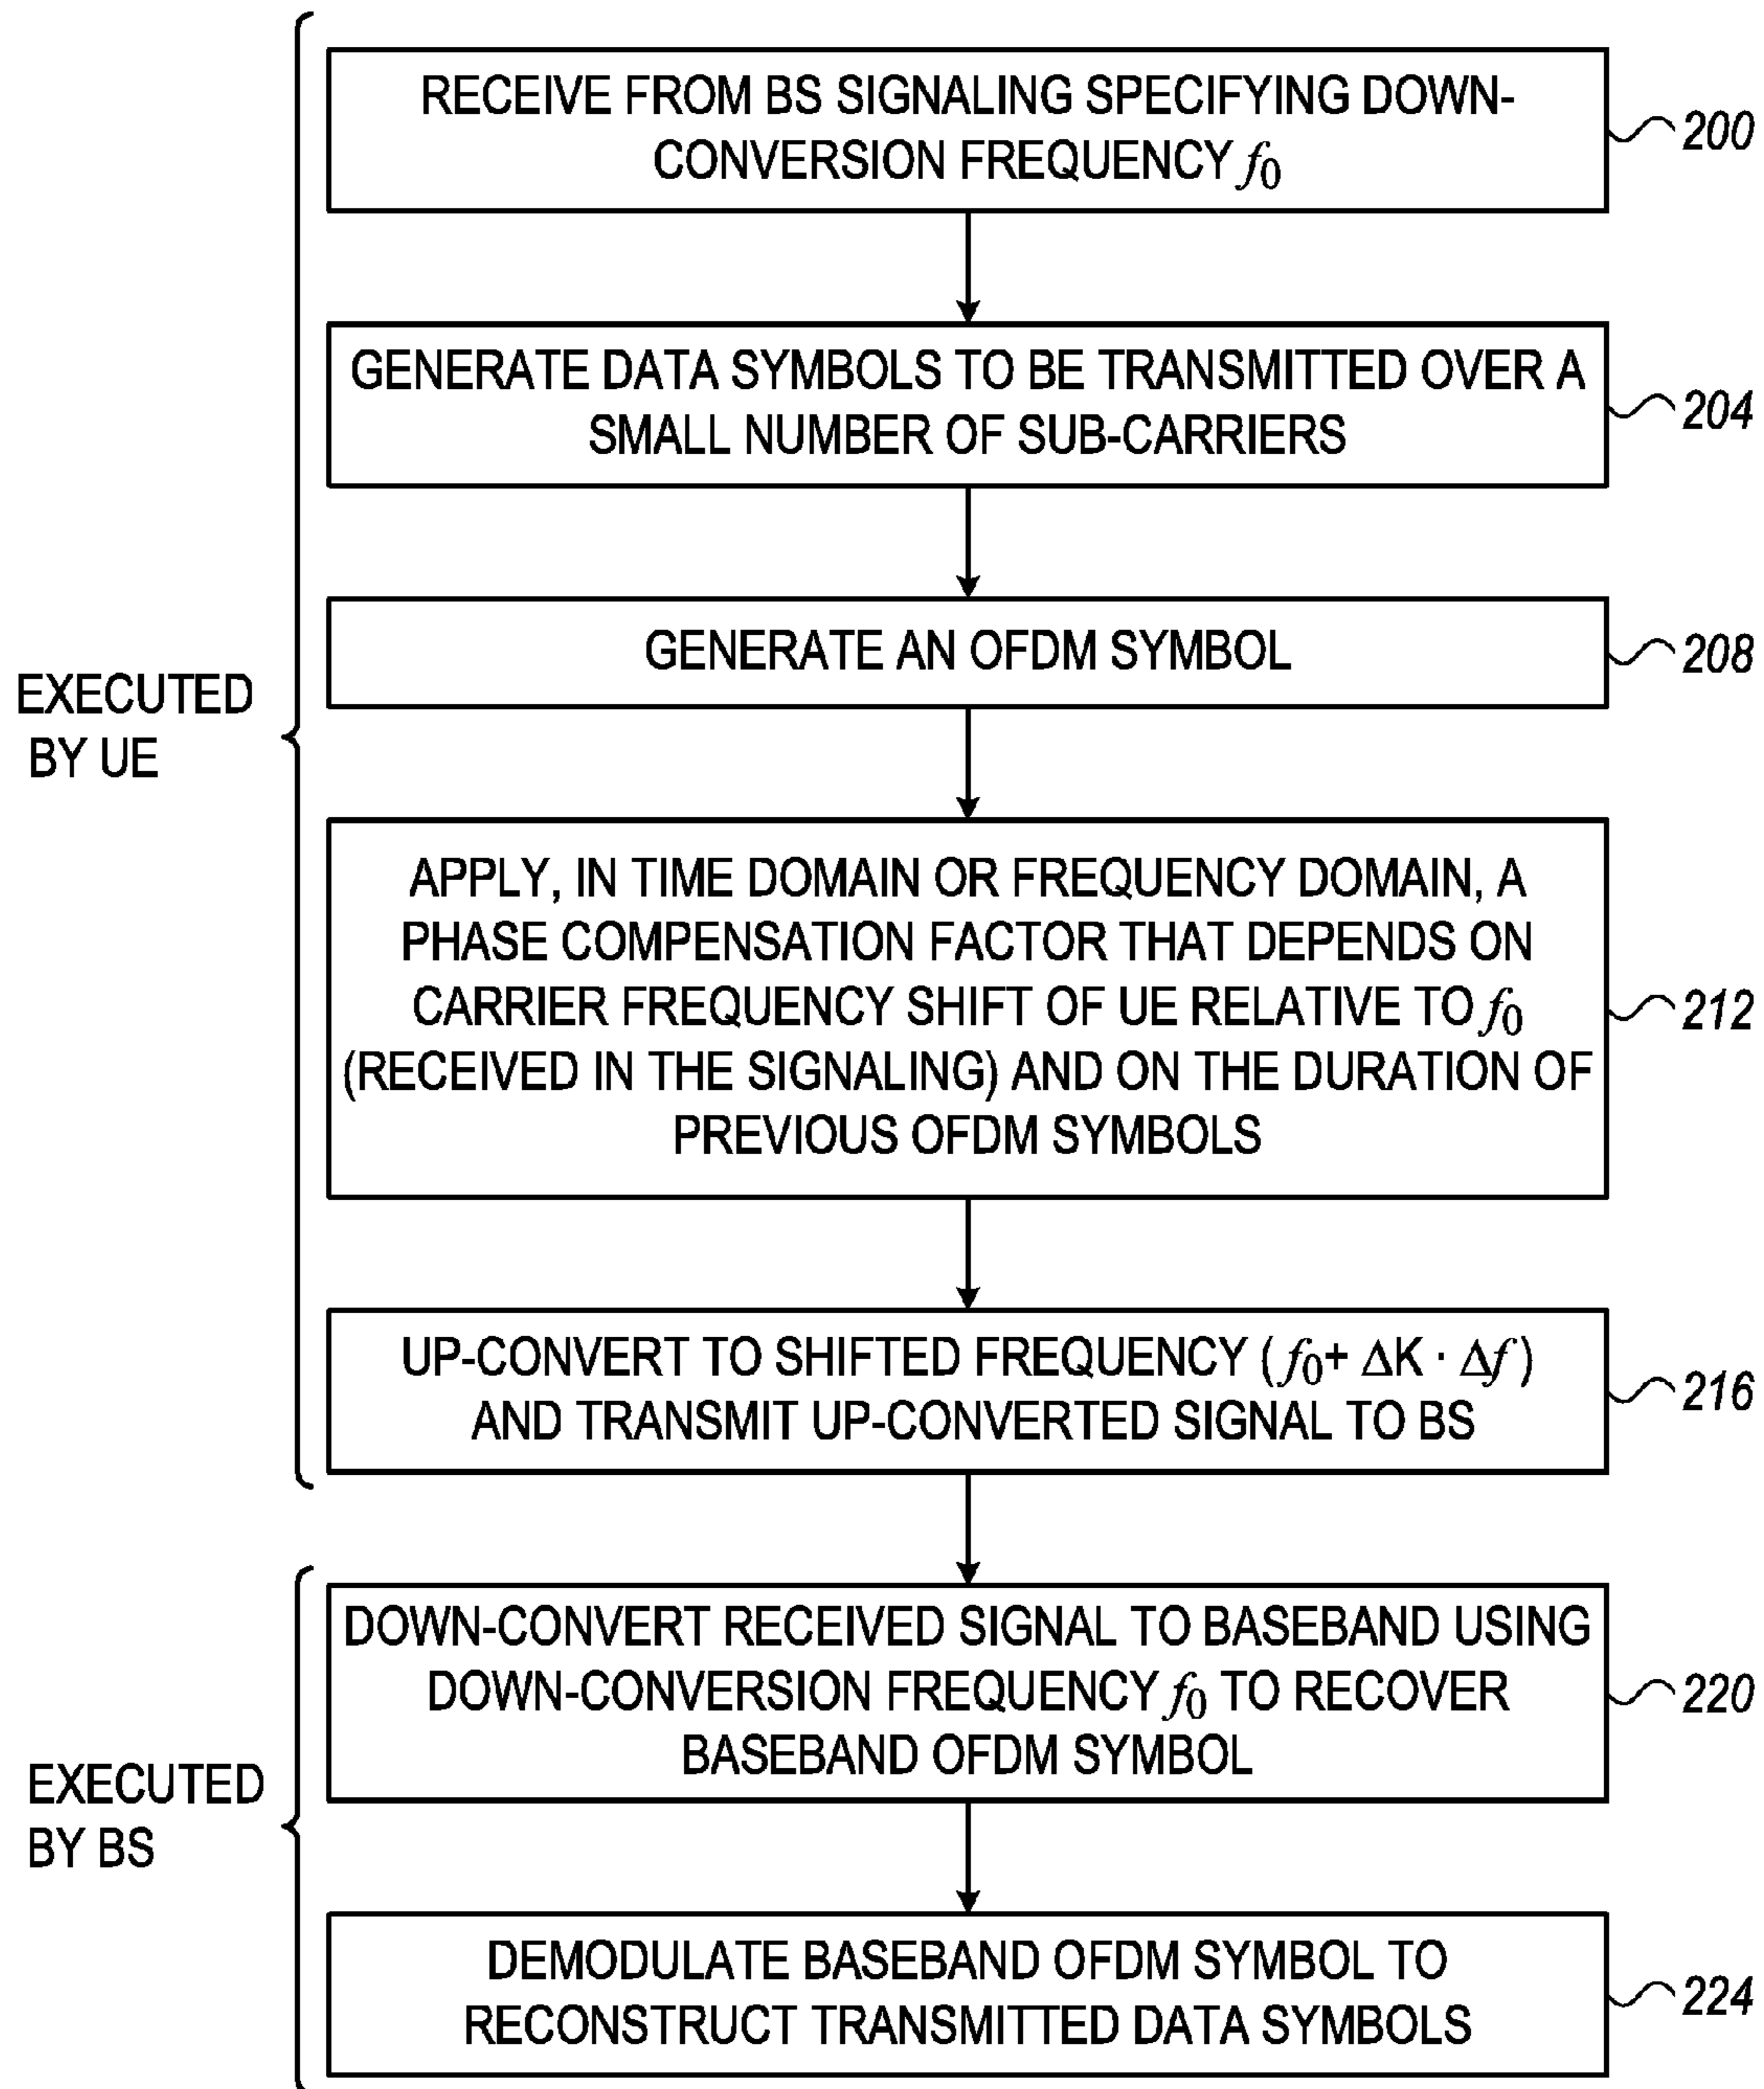 RECEIVE FROM BS SIGNALING SPECIFYING DOWN-
CONVERSION FREQUENCY f0
200
GENERATE DATA SYMBOLS TO BE TRANSMITTED OVER A
SMALL NUMBER OF SUB-CARRIERS
204
GENERATE AN OFDM SYMBOL
208
EXECUTED
BY UE
APPLY, IN TIME DOMAIN OR FREQUENCY DOMAIN, A
PHASE COMPENSATION FACTOR THAT DEPENDS ON
CARRIER FREQUENCY SHIFT OF UE RELATIVE TO f0
(RECEIVED IN THE SIGNALING) AND ON THE DURATION OF
PREVIOUS OFDM SYMBOLS
212
UP-CONVERT TO SHIFTED FREQUENCY (f0+ ΔK · Δf)
AND TRANSMIT UP-CONVERTED SIGNAL TO BS
216
DOWN-CONVERT RECEIVED SIGNAL TO BASEBAND USING
DOWN-CONVERSION FREQUENCY f0 TO RECOVER
BASEBAND OFDM SYMBOL
220
EXECUTED
BY BS
DEMODULATE BASEBAND OFDM SYMBOL TO
RECONSTRUCT TRANSMITTED DATA SYMBOLS
224